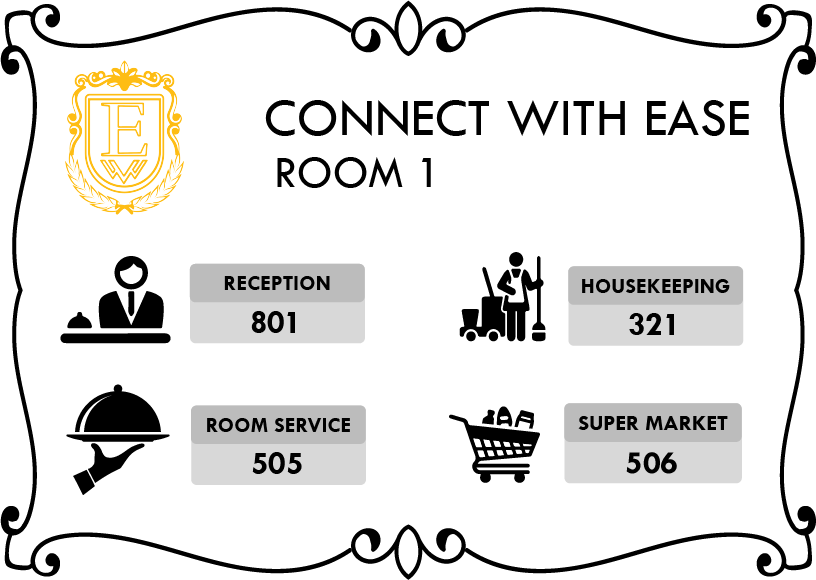 E
W
CONNECT WITH EASE
ROOM 1
RECEPTION
801
HOUSEKEEPING
321
ROOM SERVICE
505
SUPER MARKET
506